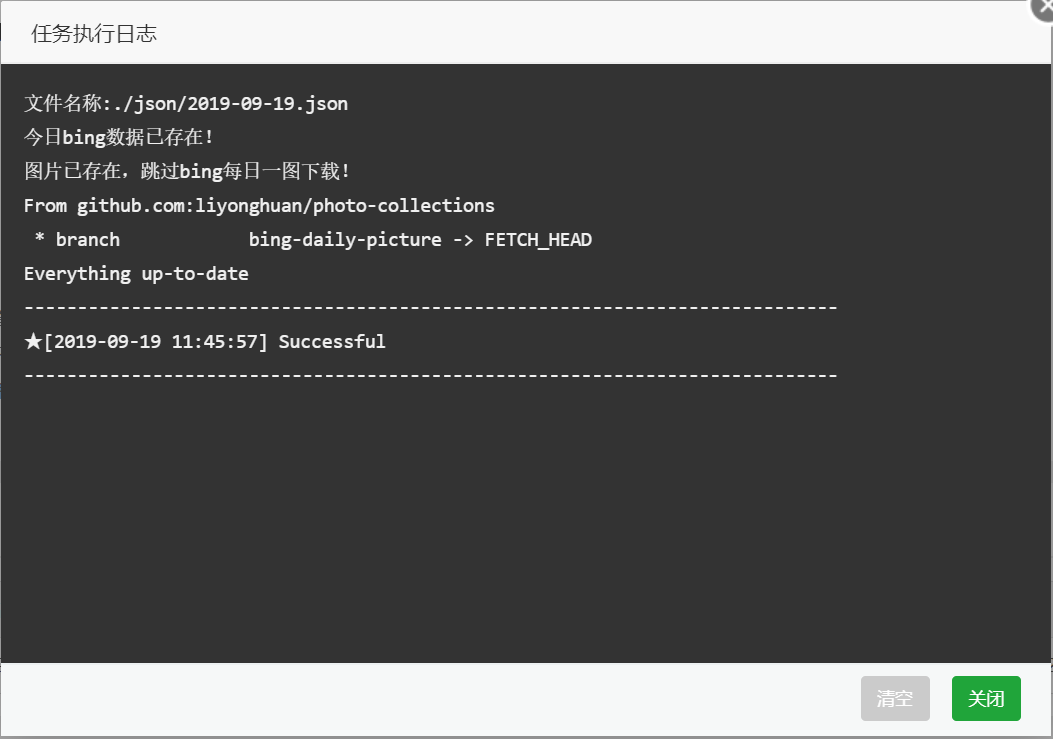 任务执行日志
文件名称:./json/2019-09-19.json
今日bing数据已存在!
图片已存在，跳过bing每日一图下载!
From github.com:liyonghuan/photo-collections
 * branch            bing-daily-picture -> FETCH_HEAD
Everything up-to-date
----------------------------------------------------------------------------
★[2019-09-19 11:45:57] Successful
----------------------------------------------------------------------------
清空 关闭